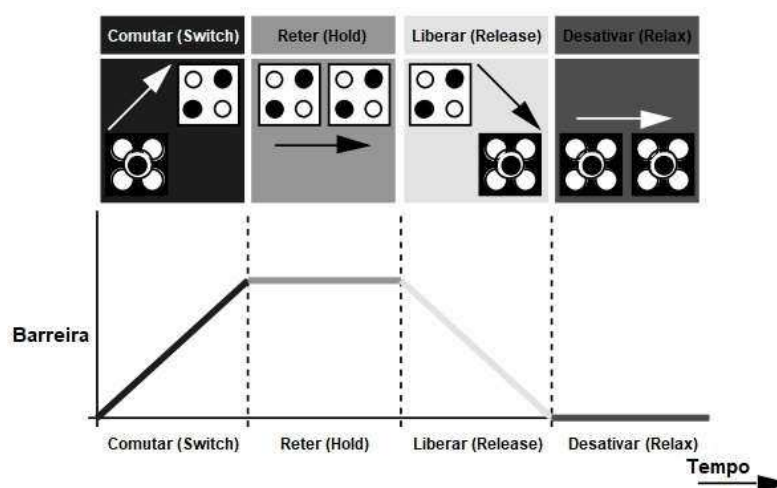 Comutar (Switch) Reter (Hold) Liberar (Release) Desativar (Relax)
Barreira
Comutar (Switch) Reter (Hold) Liberar (Release) Desativar (Relax)
Tempo